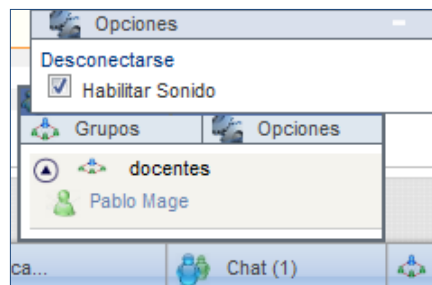 Opciones
Desconectarse
Habilitar Sonido
Grupos Opciones
docentes
Pablo Mage
ca... Chat (1)